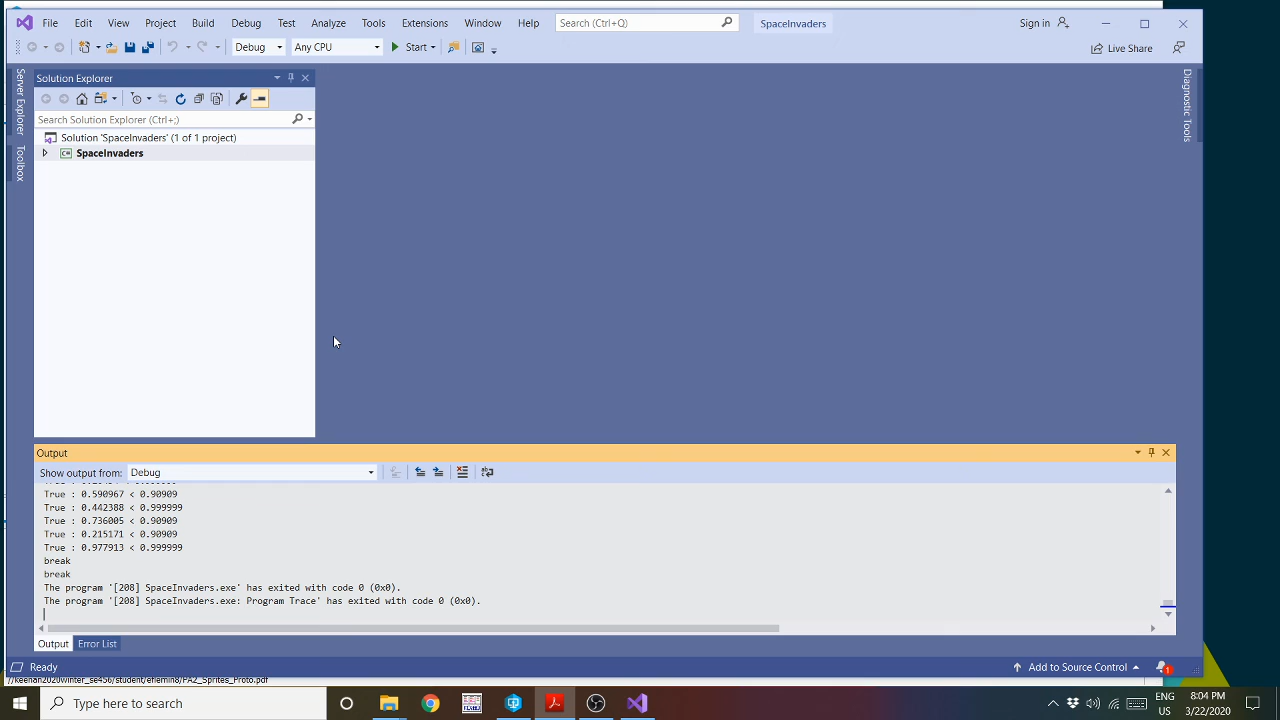 File Edit View Project Build Debug Test Analyze Tools Extensions Window Help Search (Ctrl+Q) SpaceInvaders Sign in
Debug Any CPU Start Live Share
Server Explorer
Toolbox
Solution Explorer
Search Solution Explorer (Ctrl+;)
Solution 'SpaceInvaders' (1 of 1 project)
C# SpaceInvaders
Diagnostic Tools
Output
Show output from: Debug
True : 0.590967 < 0.90909
True : 0.442388 < 0.999999
True : 0.736005 < 0.90909
True : 0.215171 < 0.90909
True : 0.977913 < 0.999999
break
break
The program '[208] SpaceInvaders.exe' has exited with code 0 (0x0).
The program '[208] SpaceInvaders.exe: Program Trace' has exited with code 0 (0x0).
Output Error List
Ready Add to Source Control 1
Type here to search ENG 8:04 PM
US 3/22/2020